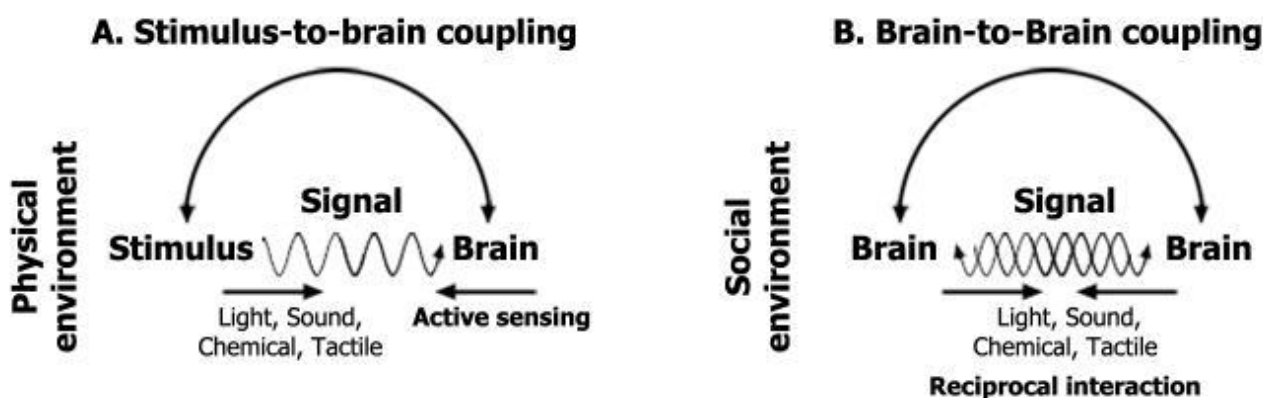 A. Stimulus-to-brain coupling
Physical
environment
Signal
Stimulus
Brain
Light, Sound,
Chemical, Tactile
Active sensing
B. Brain-to-Brain coupling
Social
environment
Signal
Brain
Brain
Light, Sound,
Chemical, Tactile
Reciprocal interaction